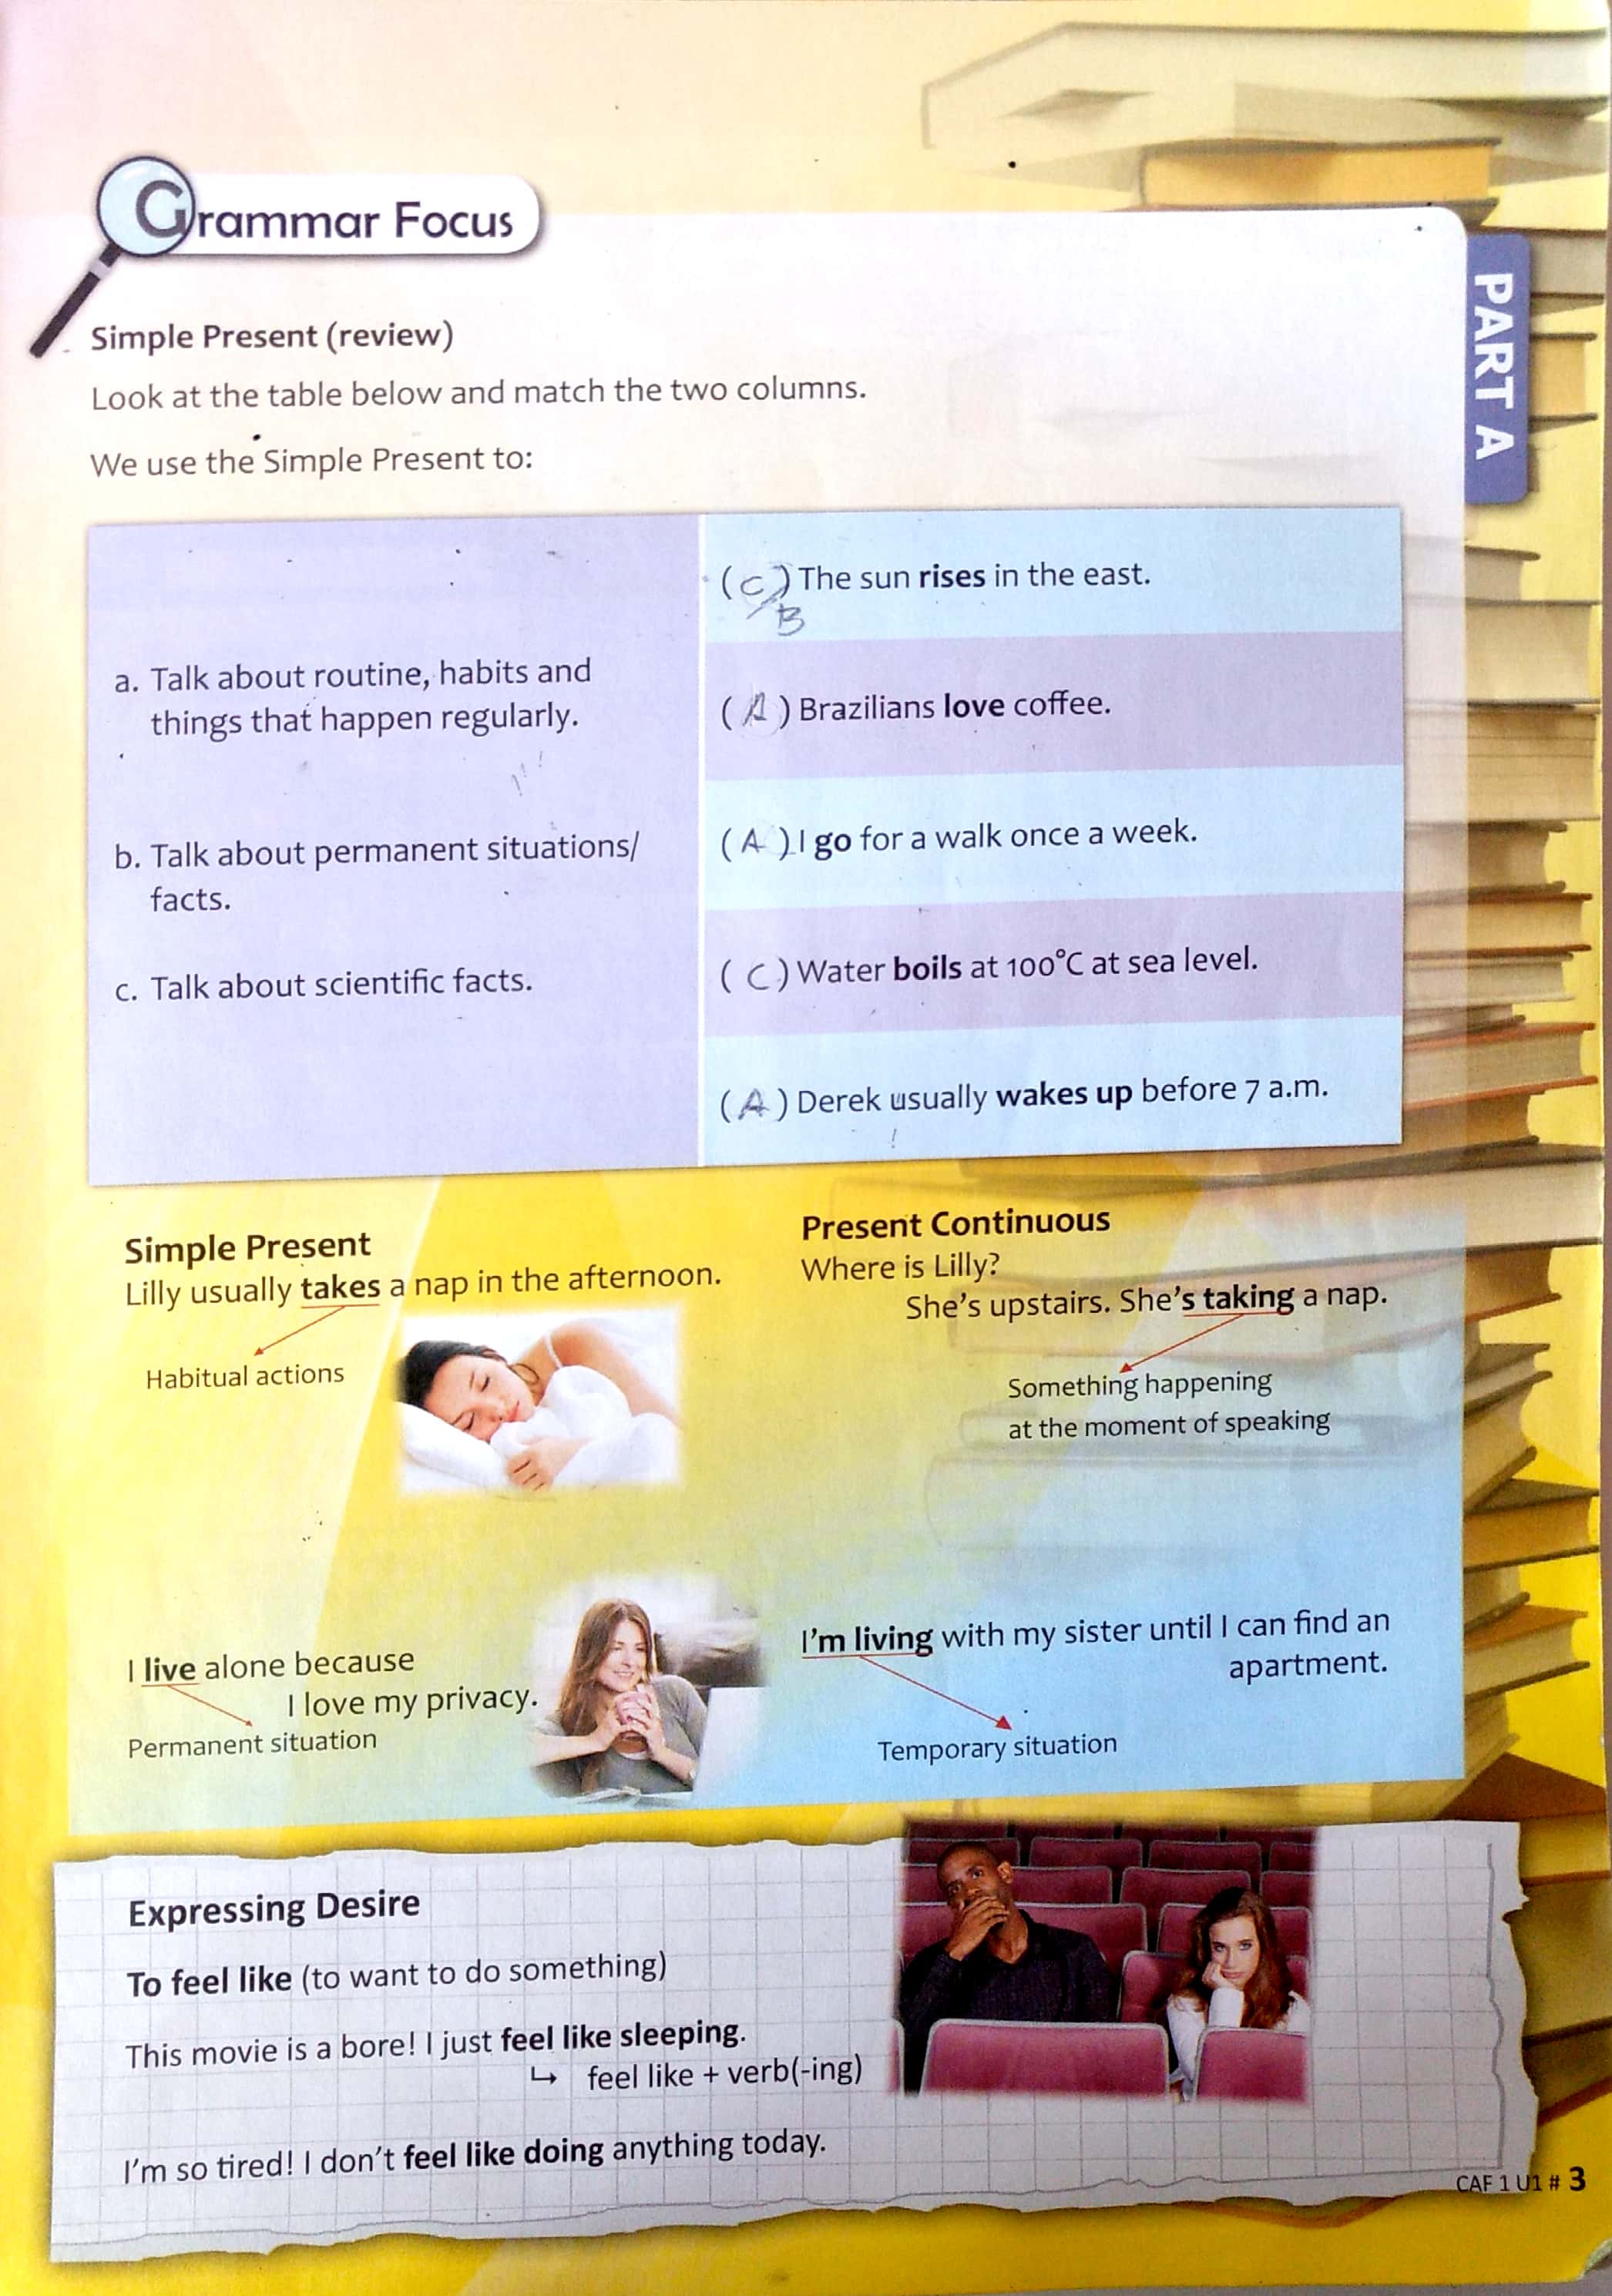 Grammar Focus
PART A
Simple Present (review)
Look at the table below and match the two columns.
We use the Simple Present to:
a. Talk about routine, habits and
things that happen regularly.
b. Talk about permanent situations/
facts.
c. Talk about scientific facts.
(C) The sun rises in the east.
/B
(A) Brazilians love coffee.
(A) I go for a walk once a week.
(C) Water boils at 100°C at sea level.
(A) Derek usually wakes up before 7 a.m.
Simple Present
Lilly usually takes a nap in the afternoon.
Habitual actions
Present Continuous
Where is Lilly?
She's upstairs. She's taking a nap.
Something happening
at the moment of speaking
I live alone because
I love my privacy.
Permanent situation
I'm living with my sister until I can find an
apartment.
Temporary situation
Expressing Desire
To feel like (to want to do something)
This movie is a bore! I just feel like sleeping.
↳ feel like + verb(-ing)
I'm so tired! I don't feel like doing anything today.
CAF 1 U1 # 3